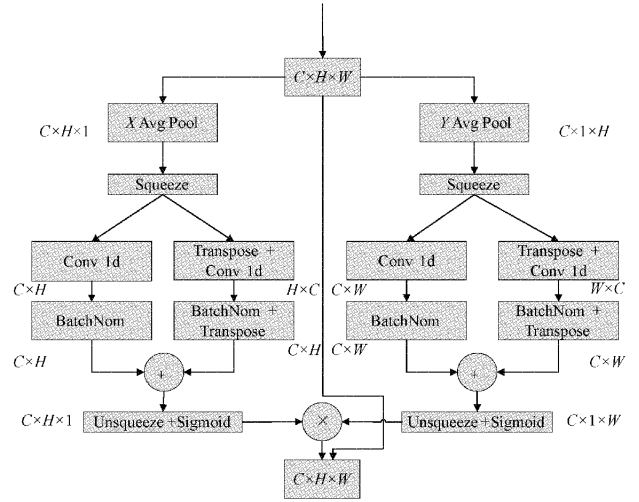 C×H×W
X Avg Pool
Y Avg Pool
C×H×1
C×1×H
Squeeze
Squeeze
Conv 1d
Transpose +
Conv 1d
Conv 1d
Transpose +
Conv 1d
C×H
H×C
C×W
W×C
BatchNom
BatchNom +
Transpose
BatchNom
BatchNom +
Transpose
C×H
C×H
C×W
C×W
+
+
C×H×1
Unsqueeze +Sigmoid
×
Unsqueeze +Sigmoid
C×1×W
C×H×W